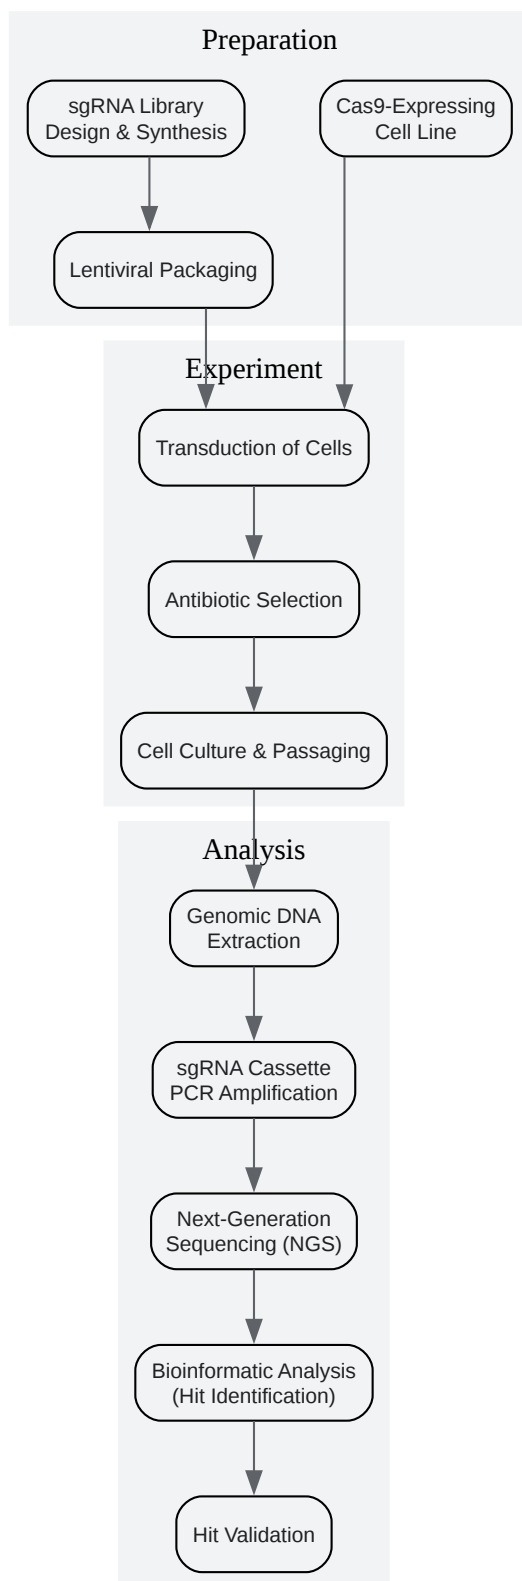 Preparation
sgRNA Library
Design & Synthesis
Cas9-Expressing
Cell Line
Lentiviral Packaging
Experiment
Transduction of Cells
Antibiotic Selection
Cell Culture & Passaging
Analysis
Genomic DNA
Extraction
sgRNA Cassette
PCR Amplification
Next-Generation
Sequencing (NGS)
Bioinformatic Analysis
(Hit Identification)
Hit Validation